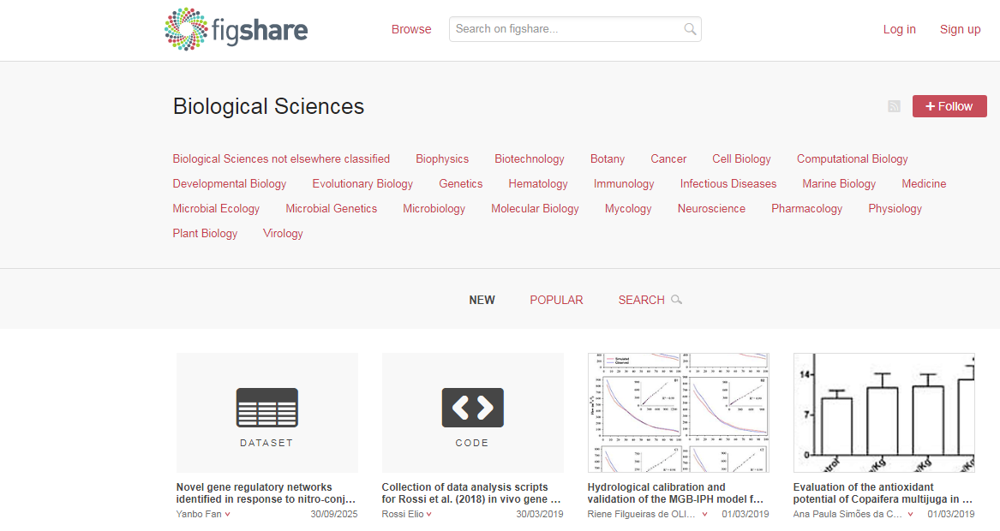 figshare
Browse
Search on figshare...
Log in
Sign up
Biological Sciences
+ Follow
Biological Sciences not elsewhere classified Biophysics Biotechnology Botany Cancer Cell Biology Computational Biology
Developmental Biology Evolutionary Biology Genetics Hematology Immunology Infectious Diseases Marine Biology Medicine
Microbial Ecology Microbial Genetics Microbiology Molecular Biology Mycology Neuroscience Pharmacology Physiology
Plant Biology Virology
NEW POPULAR SEARCH
DATASET
Novel gene regulatory networks
identified in response to nitro-conj...
Yanbo Fan 30/09/2025
CODE
Collection of data analysis scripts
for Rossi et al. (2018) in vivo gene ...
Rossi Elio 30/03/2019
Simulated
Observed
Hydrological calibration and
validation of the MGB-IPH model f...
Riene Filgueiras de OLI... 01/03/2019
14
7
0
Evaluation of the antioxidant
potential of Copaifera multijuga in ...
Ana Paula Simões da C... 01/03/2019